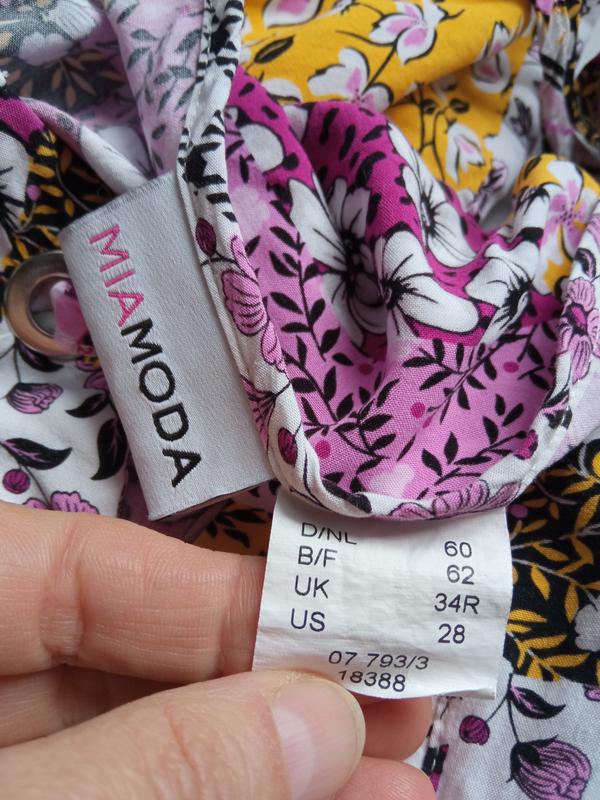 MIAMODA
D/NL 60
B/F 62
UK 34R
US 28
07 793/3
18388